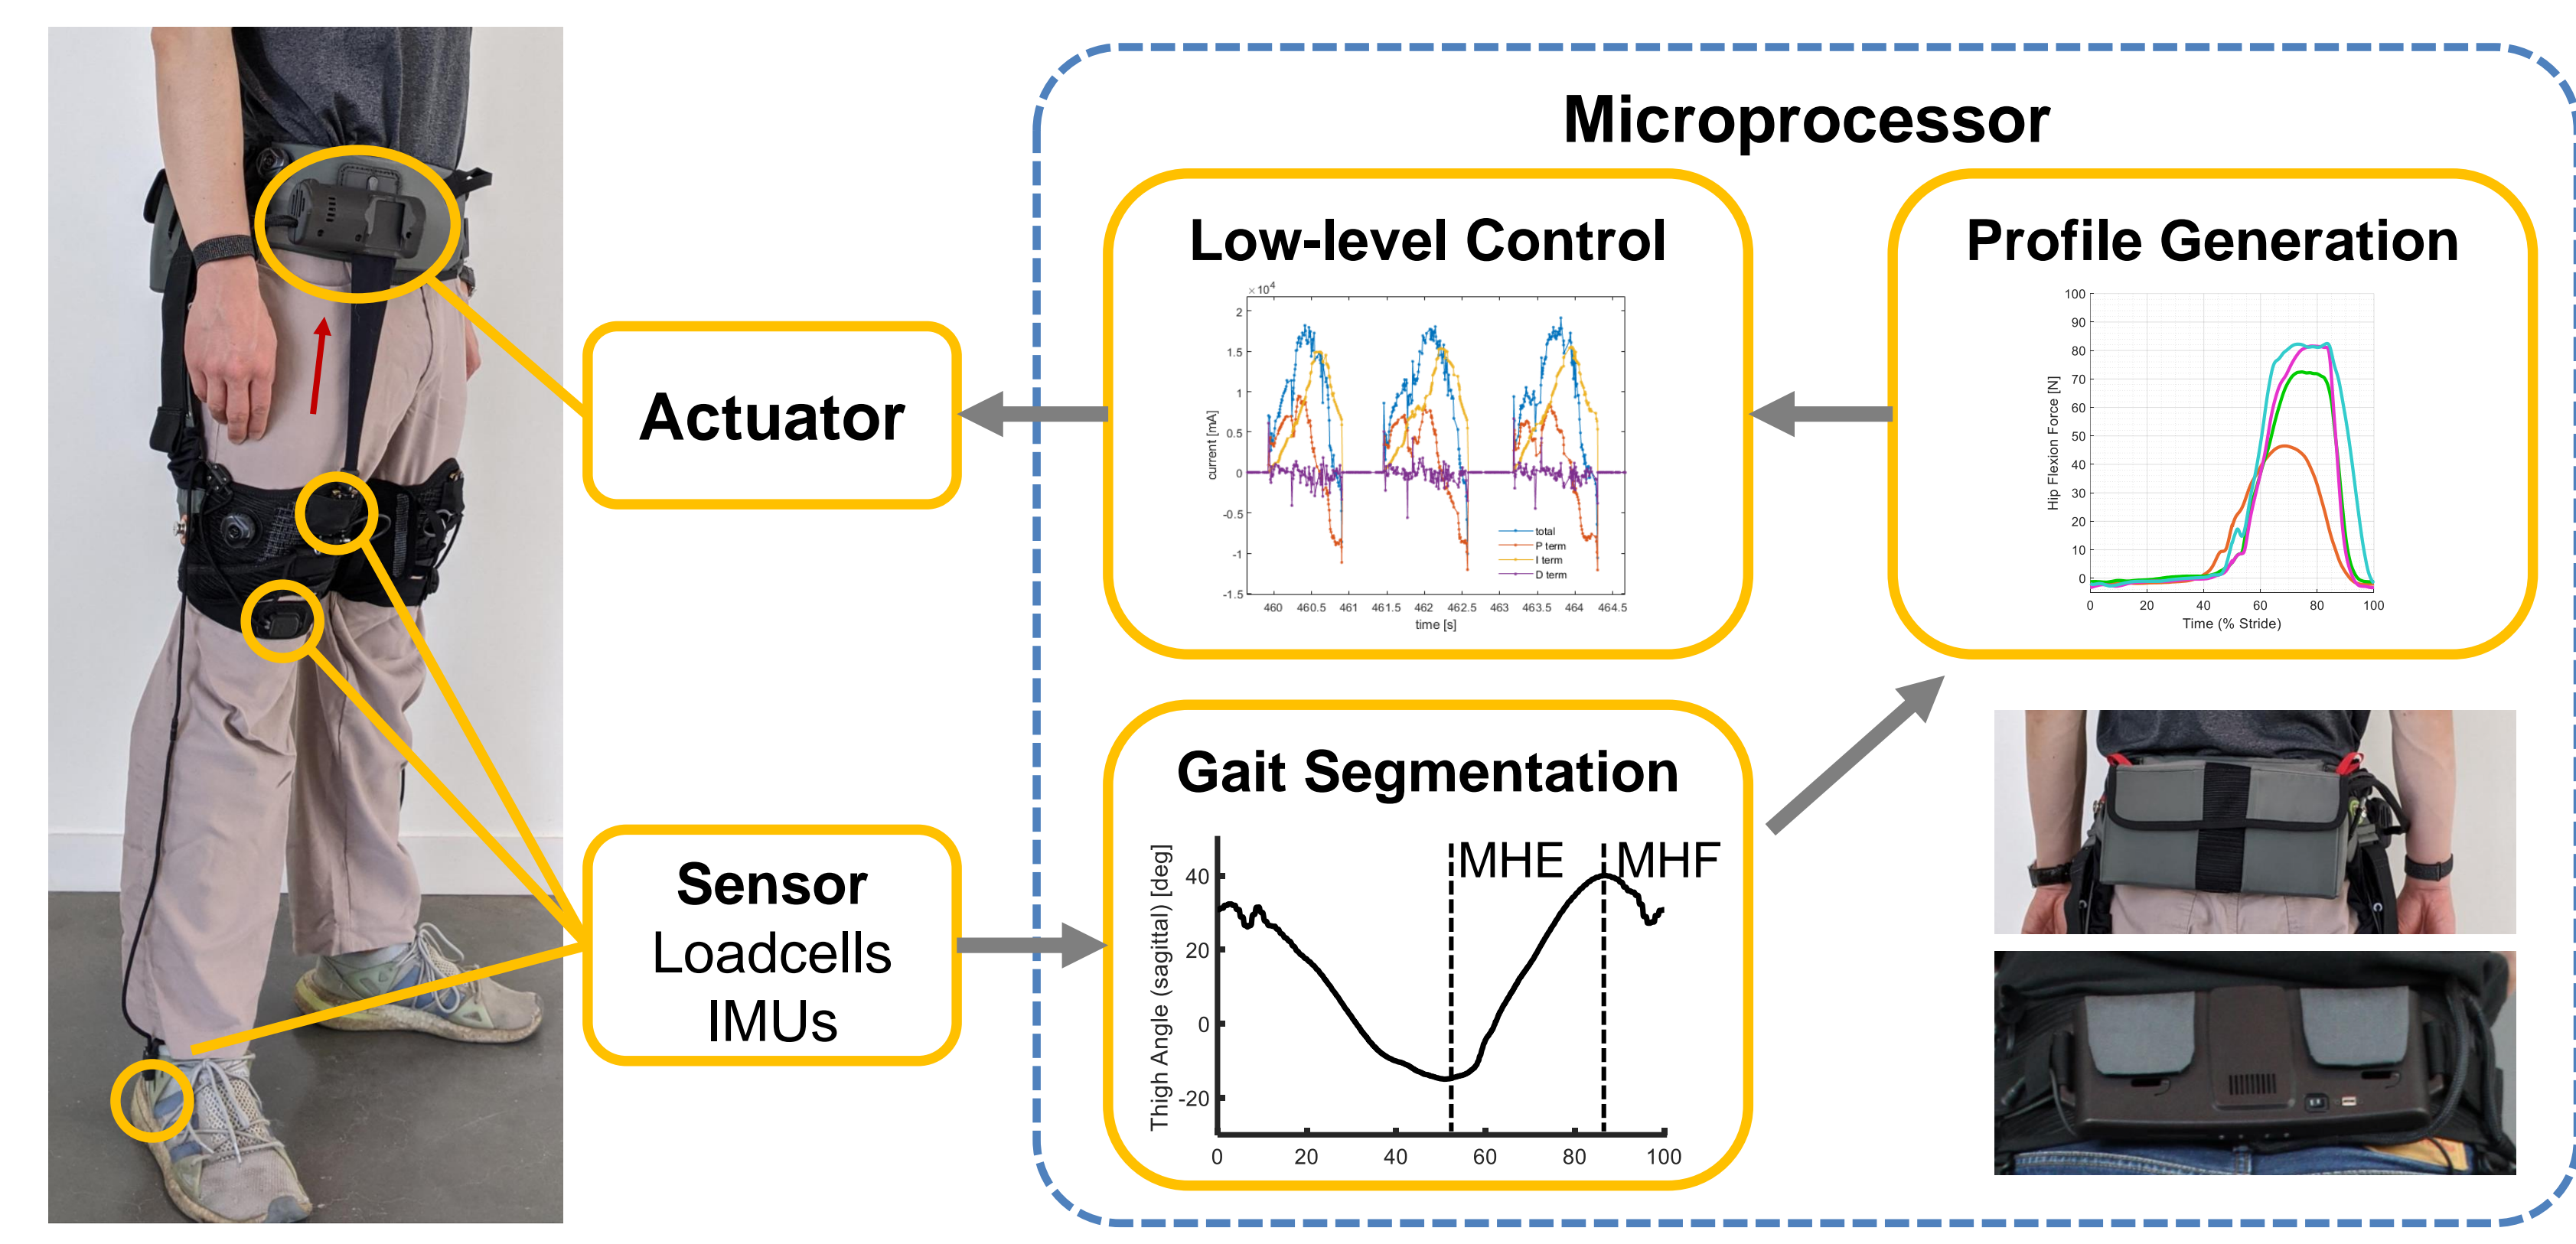 Microprocessor
Low-level Control
×10⁴
2
1.5
1
0.5
0
-0.5
-1
-1.5
current [mA]
total
P term
I term
D term
460 460.5 461 461.5 462 462.5 463 463.5 464 464.5
time [s]
Profile Generation
100
90
80
70
60
50
40
30
20
10
0
Hip Flexion Force [N]
0 20 40 60 80 100
Time (% Stride)
Actuator
Sensor
Loadcells
IMUs
Gait Segmentation
MHE MHF
Thigh Angle (sagittal) [deg]
40
20
0
-20
0 20 40 60 80 100